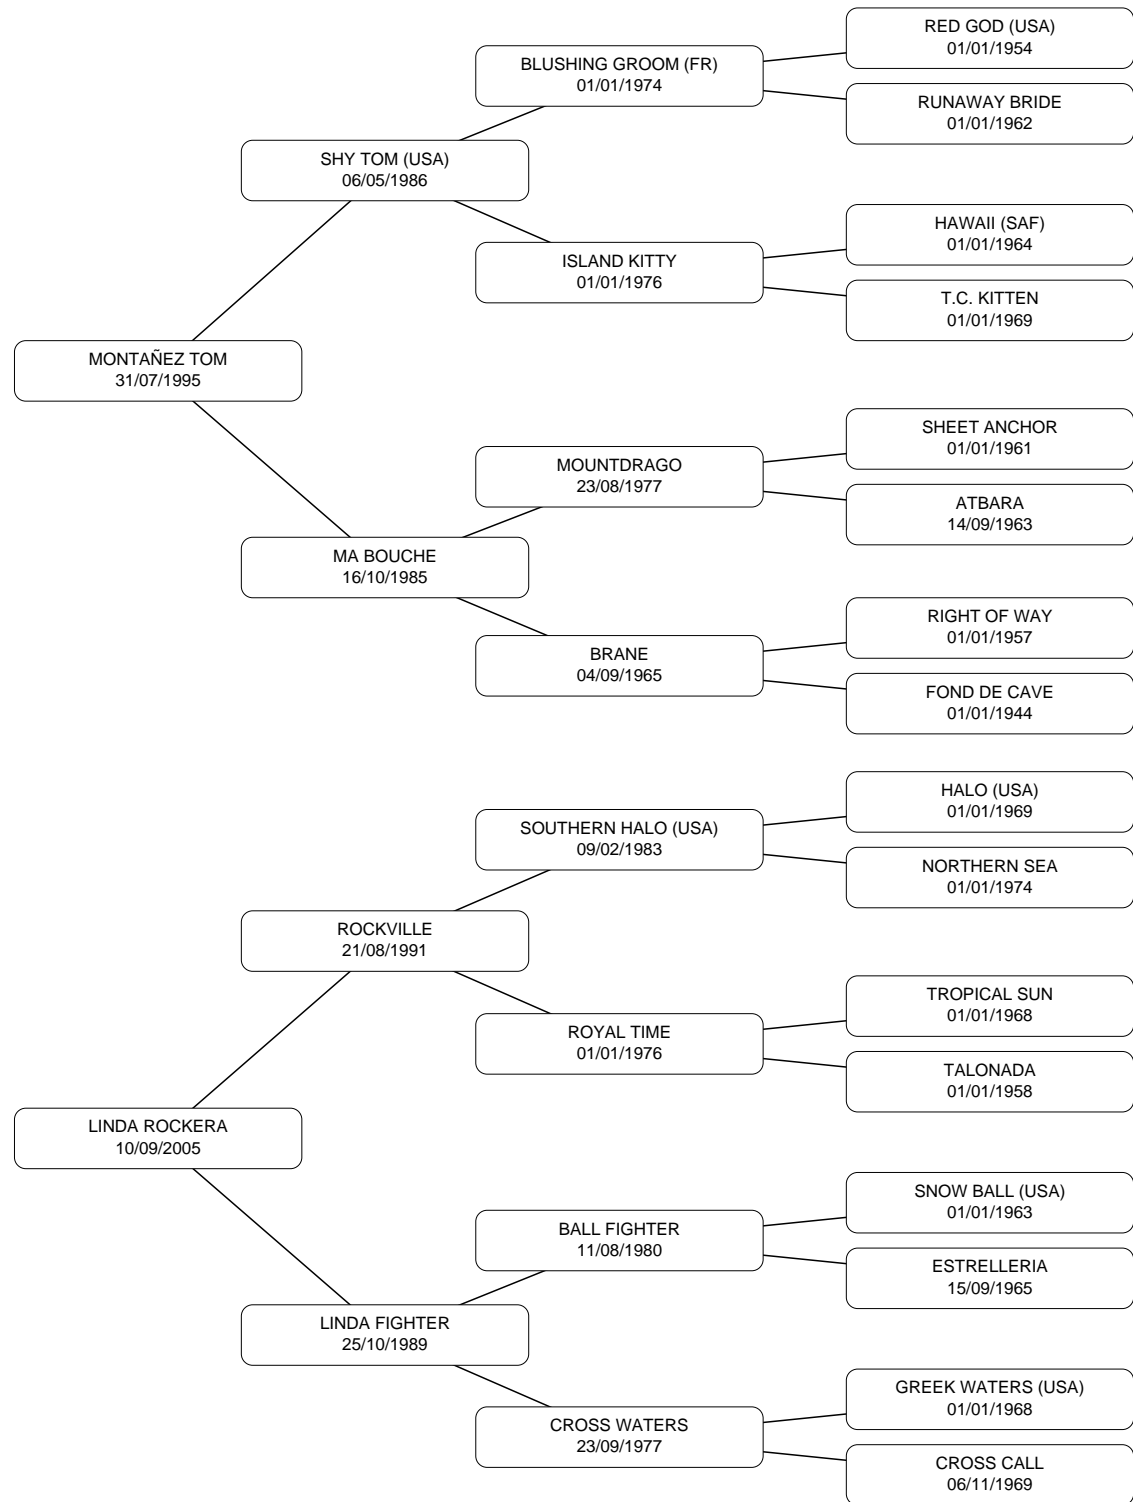 RED GOD (USA)
01/01/1954
BLUSHING GROOM (FR)
01/01/1974
RUNAWAY BRIDE
01/01/1962
SHY TOM (USA)
06/05/1986
HAWAII (SAF)
01/01/1964
ISLAND KITTY
01/01/1976
T.C. KITTEN
01/01/1969
MONTAÑEZ TOM
31/07/1995
SHEET ANCHOR
01/01/1961
MOUNTDRAGO
23/08/1977
ATBARA
14/09/1963
MA BOUCHE
16/10/1985
RIGHT OF WAY
01/01/1957
BRANE
04/09/1965
FOND DE CAVE
01/01/1944
HALO (USA)
01/01/1969
SOUTHERN HALO (USA)
09/02/1983
NORTHERN SEA
01/01/1974
ROCKVILLE
21/08/1991
TROPICAL SUN
01/01/1968
ROYAL TIME
01/01/1976
TALONADA
01/01/1958
LINDA ROCKERA
10/09/2005
SNOW BALL (USA)
01/01/1963
BALL FIGHTER
11/08/1980
ESTRELLERIA
15/09/1965
LINDA FIGHTER
25/10/1989
GREEK WATERS (USA)
01/01/1968
CROSS WATERS
23/09/1977
CROSS CALL
06/11/1969